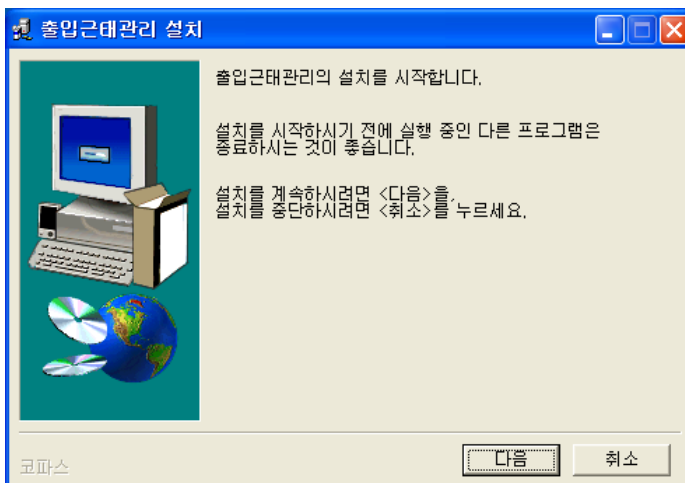 출입근태관리 설치
출입근태관리의 설치를 시작합니다.
설치를 시작하시기 전에 실행 중인 다른 프로그램은
종료하시는 것이 좋습니다.
설치를 계속하시려면 <다음>을,
설치를 중단하시려면 <취소>를 누르세요.
코파스
다음
취소